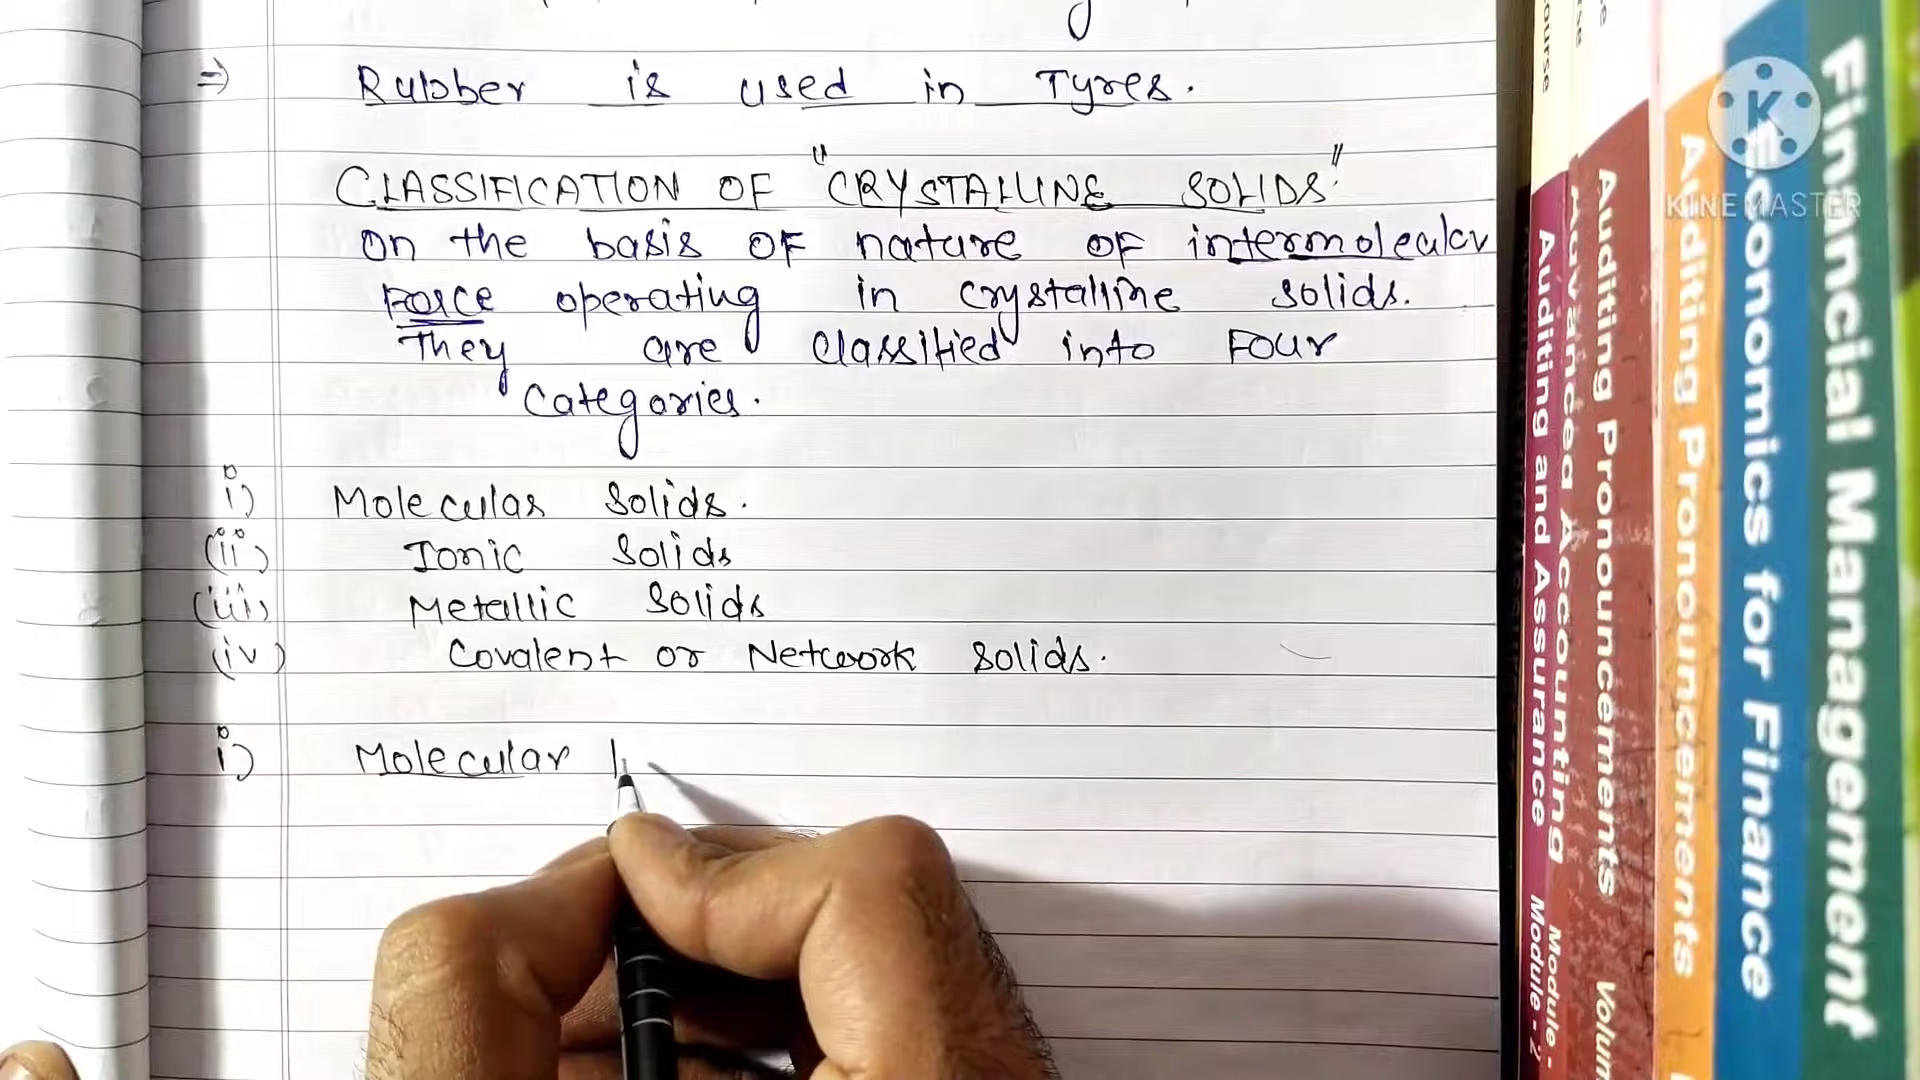 ⇒ Rubber is used in Tyres.
CLASSIFICATION OF "CRYSTALLINE SOLIDS"
On the basis OF nature OF intermolecular
Force operating in crystalline solids.
They are classified into Four
Categories.
i) Molecular Solids.
(ii) Ionic Solids
(iii) Metallic Solids
(iv) Covalent or Network solids.
i) Molecular
Auditing and Assurance Module - 2
Advanced Accounting Module -
Auditing Pronouncements Volum
Auditing Pronouncements
Economics for Finance
Financial Management
K
KINEMASTER
ourse